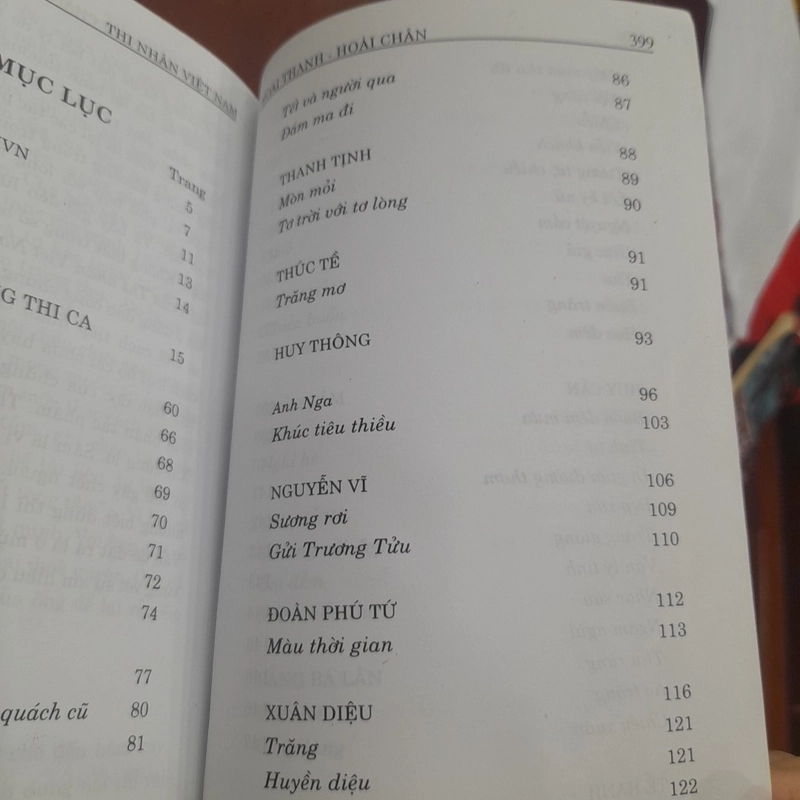 THI NHÂN VIỆT NAM
MỤC LỤC
VN
Trang
5
7
11
13
14
G THI CA
15
60
66
68
69
70
71
72
74
77
quách cũ 80
81
HOÀI THANH - HOÀI CHÂN 399
Tôi và người qua 86
Đám ma đi 87
THANH TỊNH 88
Mòn mỏi 89
Tơ trời với tơ lòng 90
THÚC TỀ 91
Trăng mơ 91
HUY THÔNG 93
Anh Nga 96
Khúc tiêu thiều 103
NGUYỄN VĨ 106
Sương rơi 109
Gửi Trương Tửu 110
ĐOÀN PHÚ TỨ 112
Màu thời gian 113
XUÂN DIỆU 116
Trăng 121
Huyền diệu 121
122